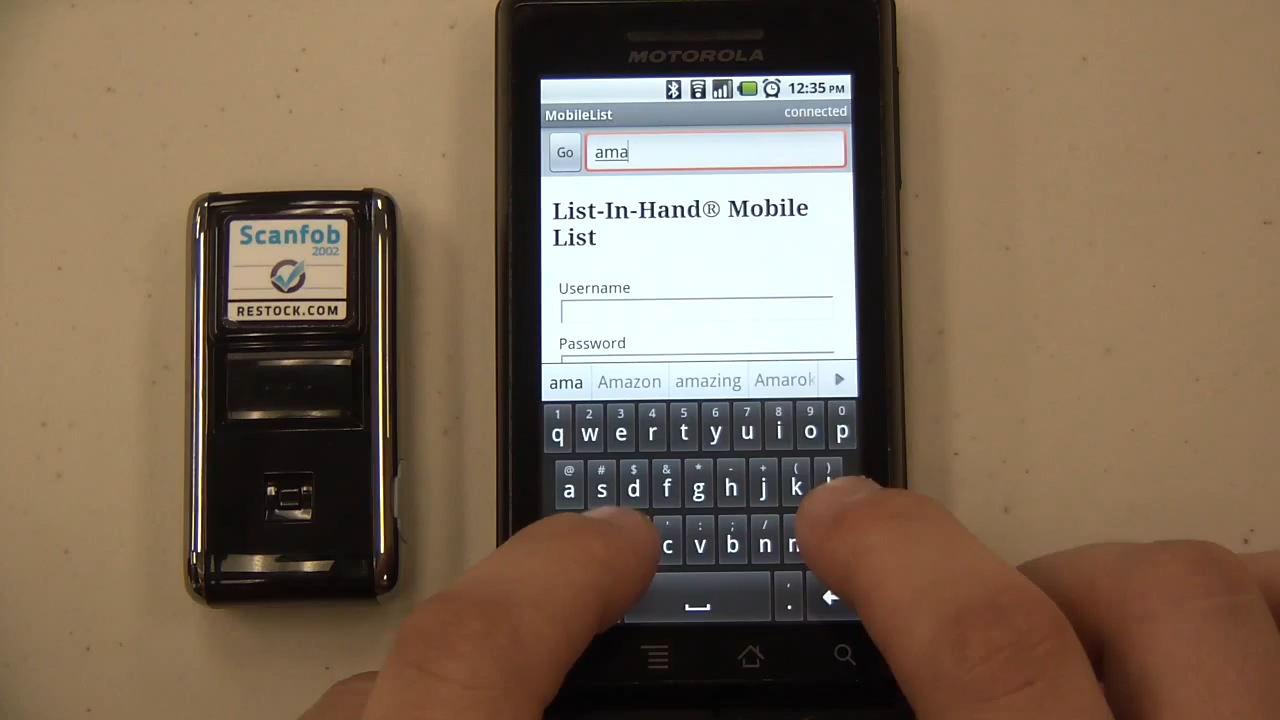 MOTOROLA
12:35 PM
MobileList connected
Go ama
List-In-Hand® Mobile
List
Username
Password
ama Amazon amazing Amarok
1 2 3 4 5 6 7 8 9 0
q w e r t y u i o p
@ # $ & * - + ( )
a s d f g h j k
' : ; /
c v b n
' .
Scanfob
2002
RESTOCK.COM